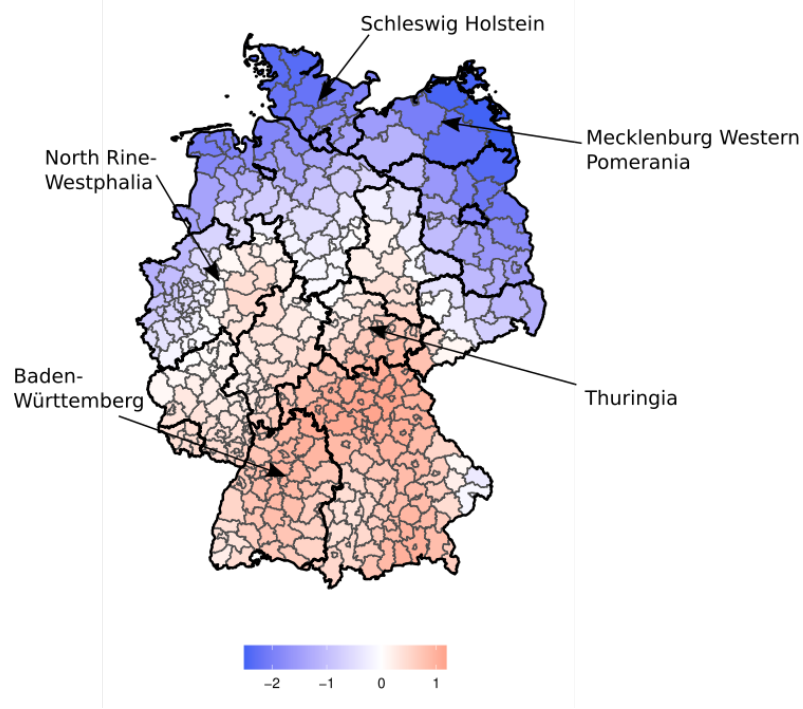 Schleswig Holstein
Mecklenburg Western
Pomerania
North Rine-
Westphalia
Baden-
Württemberg
Thuringia
−2 −1 0 1